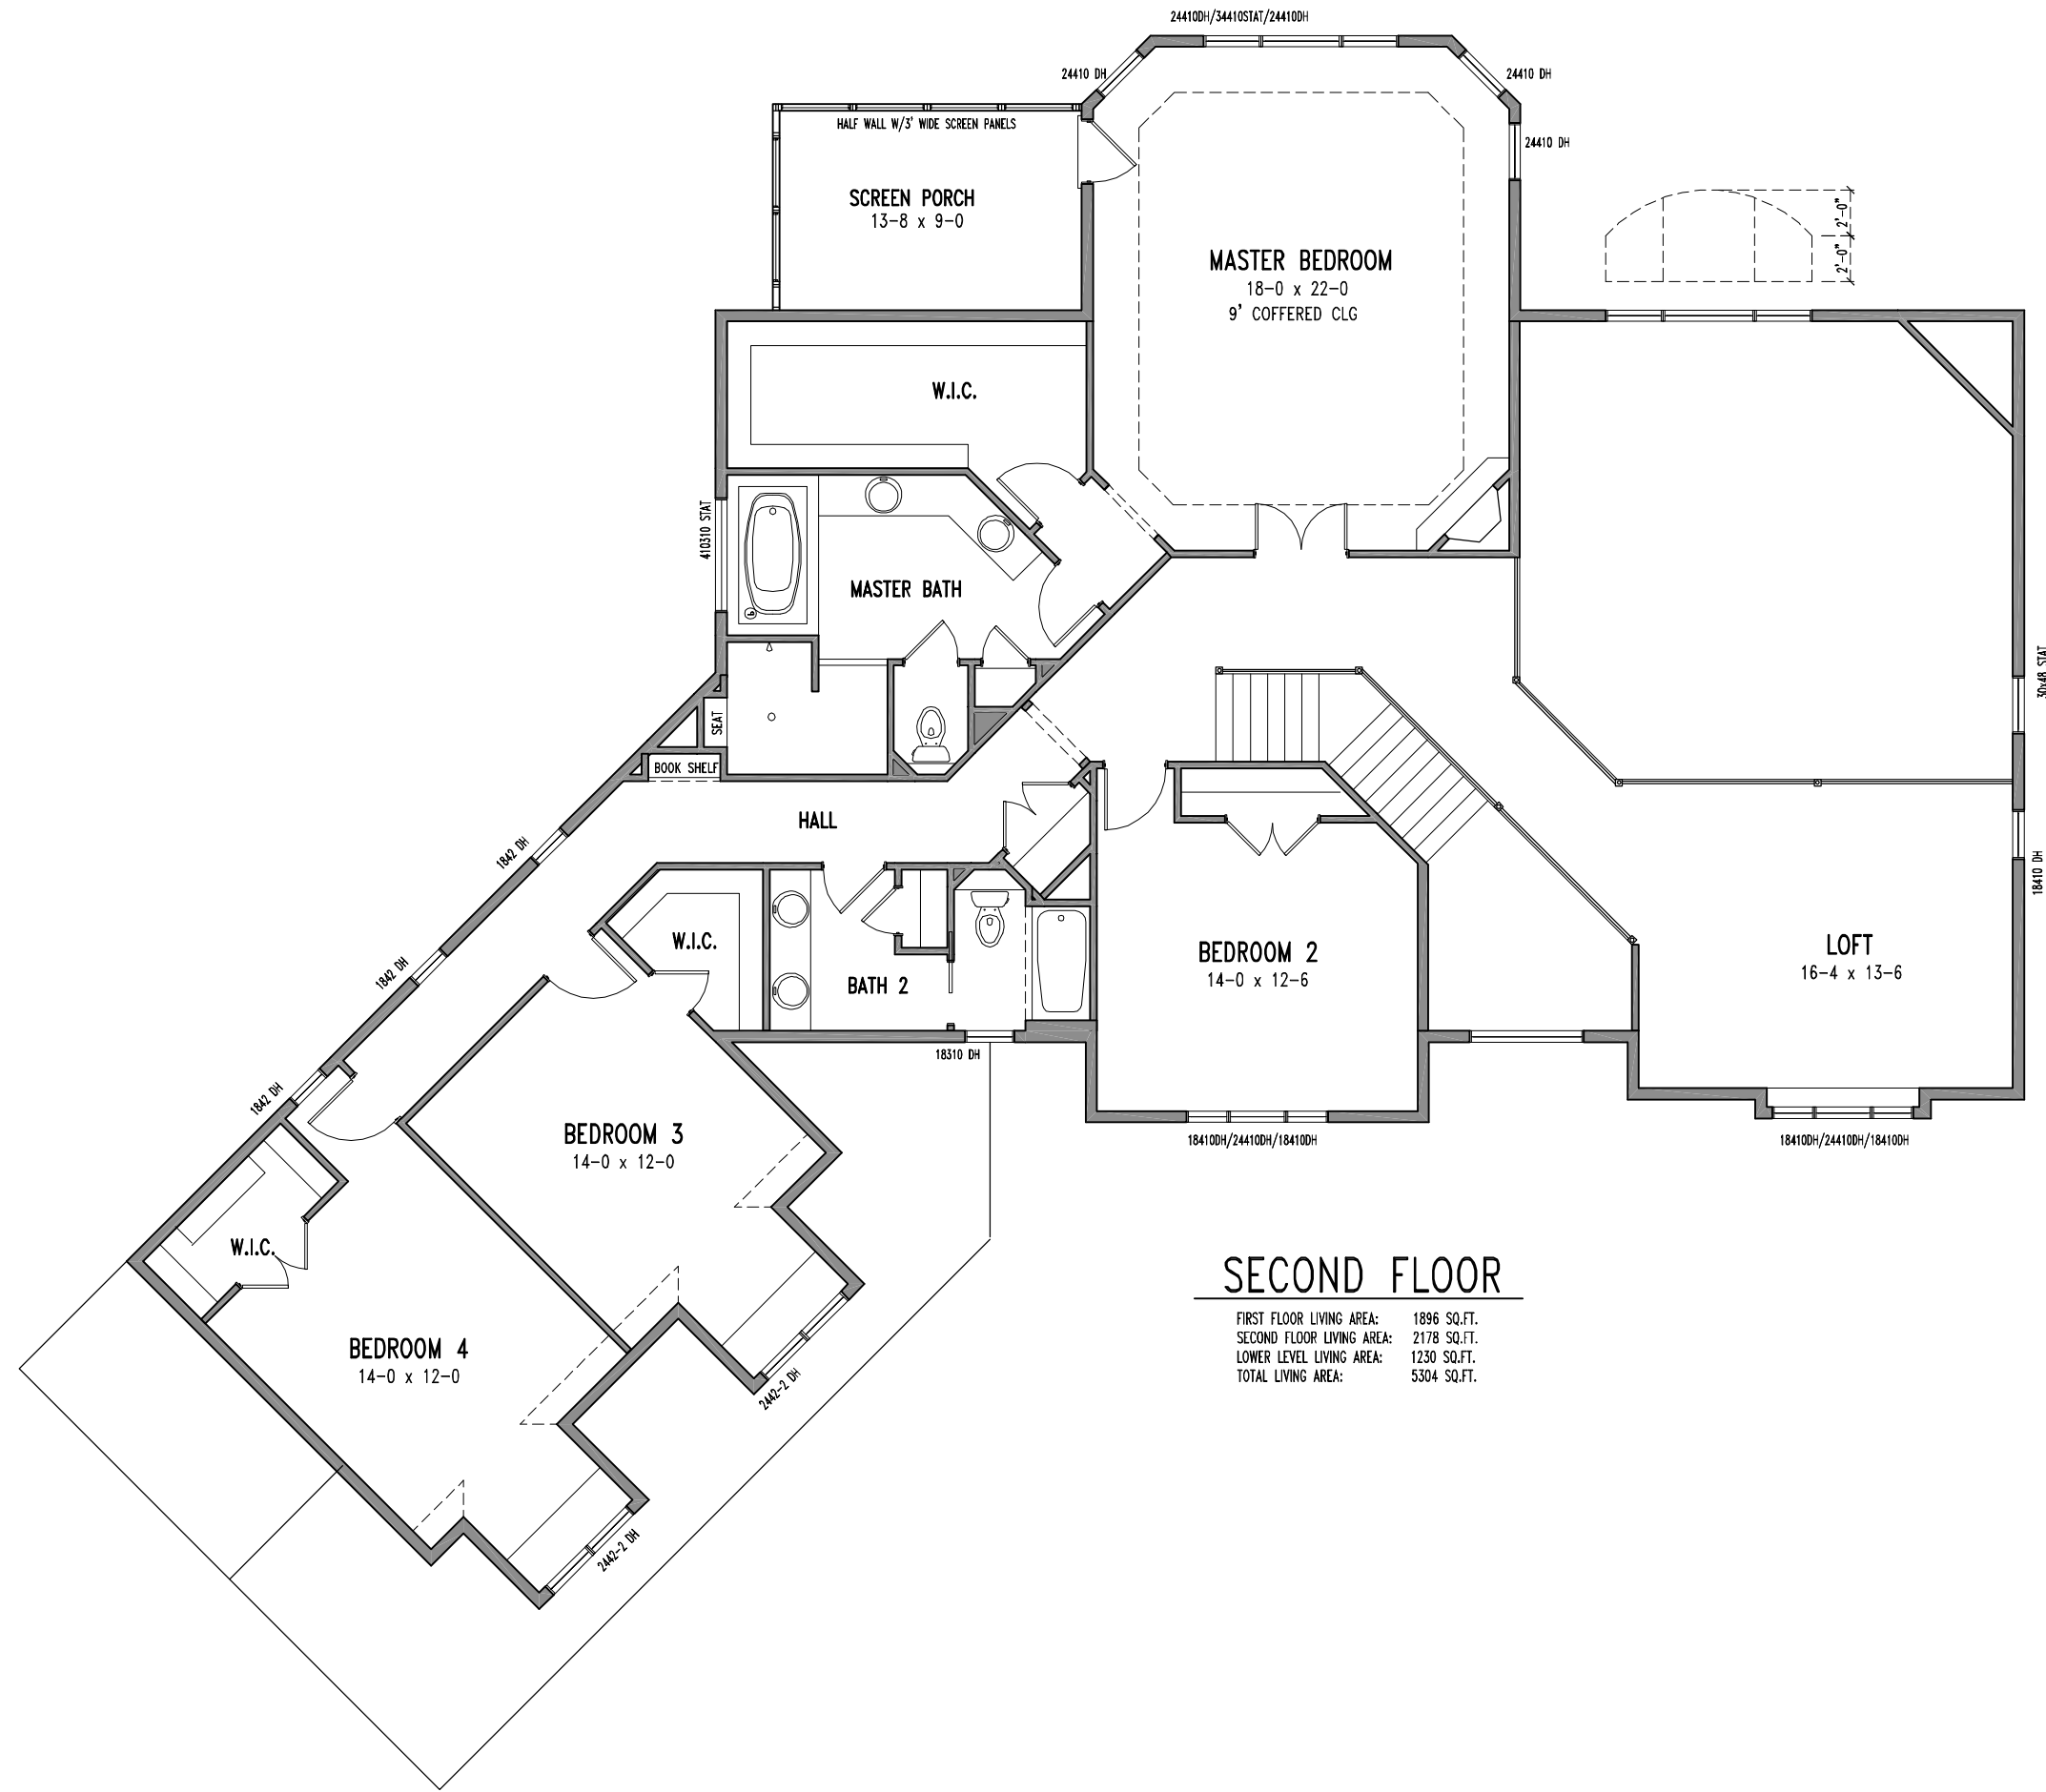 24410DH/34410STAT/24410DH
24410 DH
24410 DH
HALF WALL W/3' WIDE SCREEN PANELS
24410 DH
SCREEN PORCH
13-8 x 9-0
2'-0"
2'-0"
MASTER BEDROOM
18-0 x 22-0
9' COFFERED CLG
W.I.C.
410310 STAT
MASTER BATH
30x48 STAT
SEAT
BOOK SHELF
HALL
1842 DH
18410 DH
W.I.C.
BEDROOM 2
14-0 x 12-6
LOFT
16-4 x 13-6
1842 DH
BATH 2
18310 DH
1842 DH
BEDROOM 3
14-0 x 12-0
18410DH/24410DH/18410DH
18410DH/24410DH/18410DH
W.I.C.
SECOND FLOOR
FIRST FLOOR LIVING AREA: 1896 SQ.FT.
SECOND FLOOR LIVING AREA: 2178 SQ.FT.
LOWER LEVEL LIVING AREA: 1230 SQ.FT.
TOTAL LIVING AREA: 5304 SQ.FT.
BEDROOM 4
14-0 x 12-0
2442-2 DH
2442-2 DH